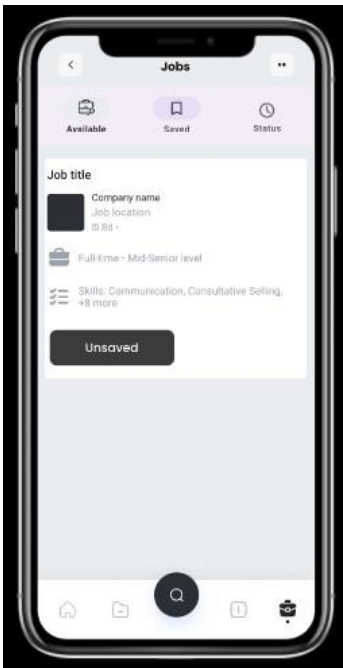 Jobs
Available
Saved
Status
Job title
Company name
Job location
8d •
Full-time • Mid-Senior level
Skills: Communication, Consultative Selling,
+8 more
Unsaved